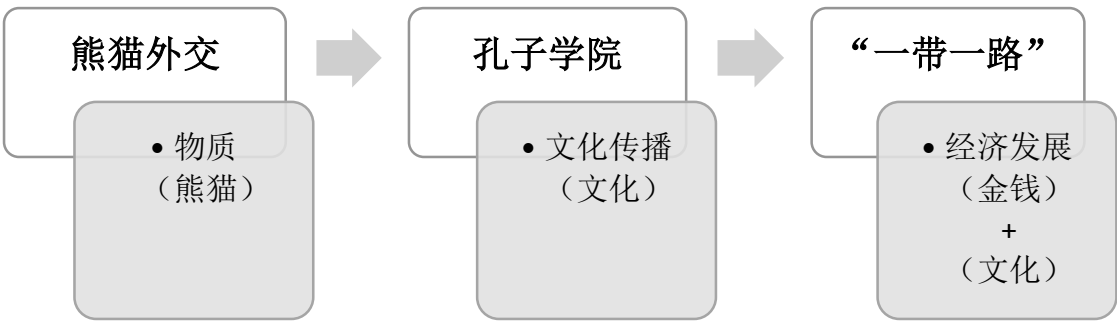 熊猫外交
• 物质
（熊猫）
孔子学院
• 文化传播
（文化）
“一带一路”
• 经济发展
（金钱）
+
（文化）